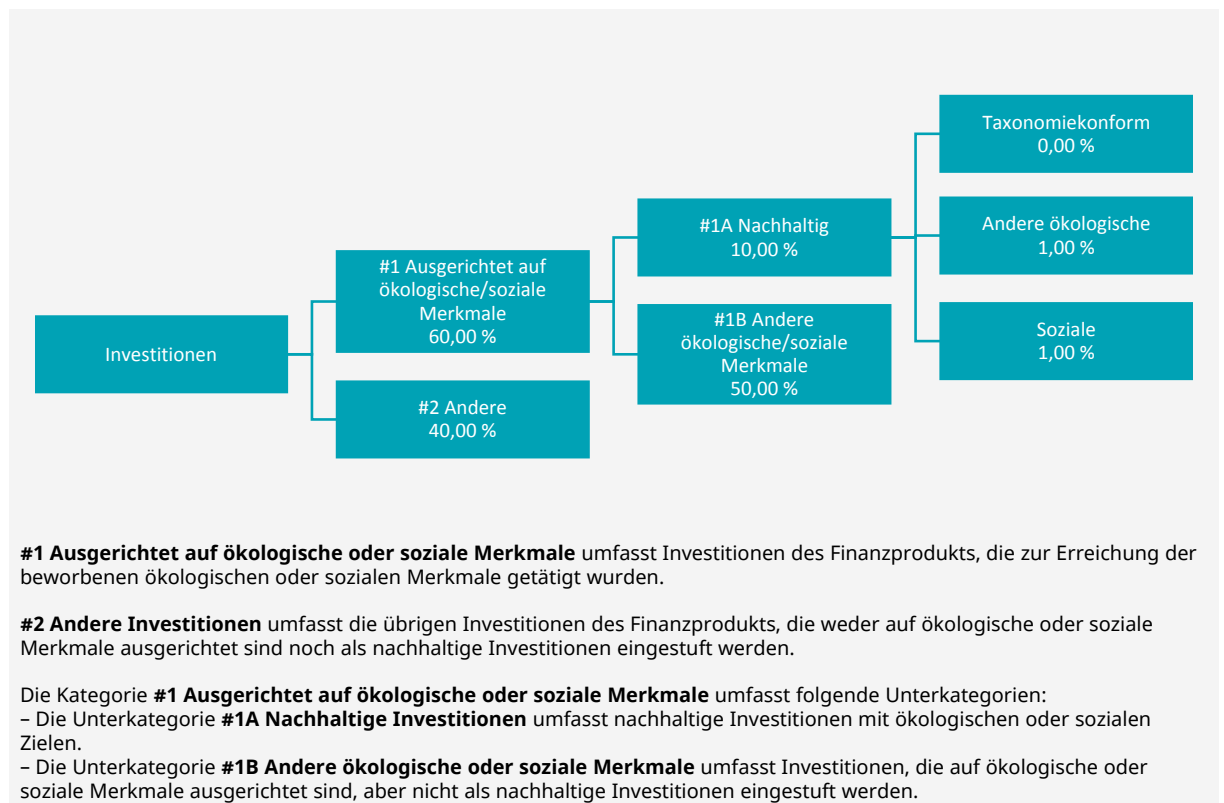 Investitionen
#1 Ausgerichtet auf
ökologische/soziale
Merkmale
60,00 %
#2 Andere
40,00 %
#1A Nachhaltig
10,00 %
#1B Andere
ökologische/soziale
Merkmale
50,00 %
Taxonomiekonform
0,00 %
Andere ökologische
1,00 %
Soziale
1,00 %
#1 Ausgerichtet auf ökologische oder soziale Merkmale umfasst Investitionen des Finanzprodukts, die zur Erreichung der
beworbenen ökologischen oder sozialen Merkmale getätigt wurden.
#2 Andere Investitionen umfasst die übrigen Investitionen des Finanzprodukts, die weder auf ökologische oder soziale
Merkmale ausgerichtet sind noch als nachhaltige Investitionen eingestuft werden.
Die Kategorie #1 Ausgerichtet auf ökologische oder soziale Merkmale umfasst folgende Unterkategorien:
– Die Unterkategorie #1A Nachhaltige Investitionen umfasst nachhaltige Investitionen mit ökologischen oder sozialen
Zielen.
– Die Unterkategorie #1B Andere ökologische oder soziale Merkmale umfasst Investitionen, die auf ökologische oder
soziale Merkmale ausgerichtet sind, aber nicht als nachhaltige Investitionen eingestuft werden.